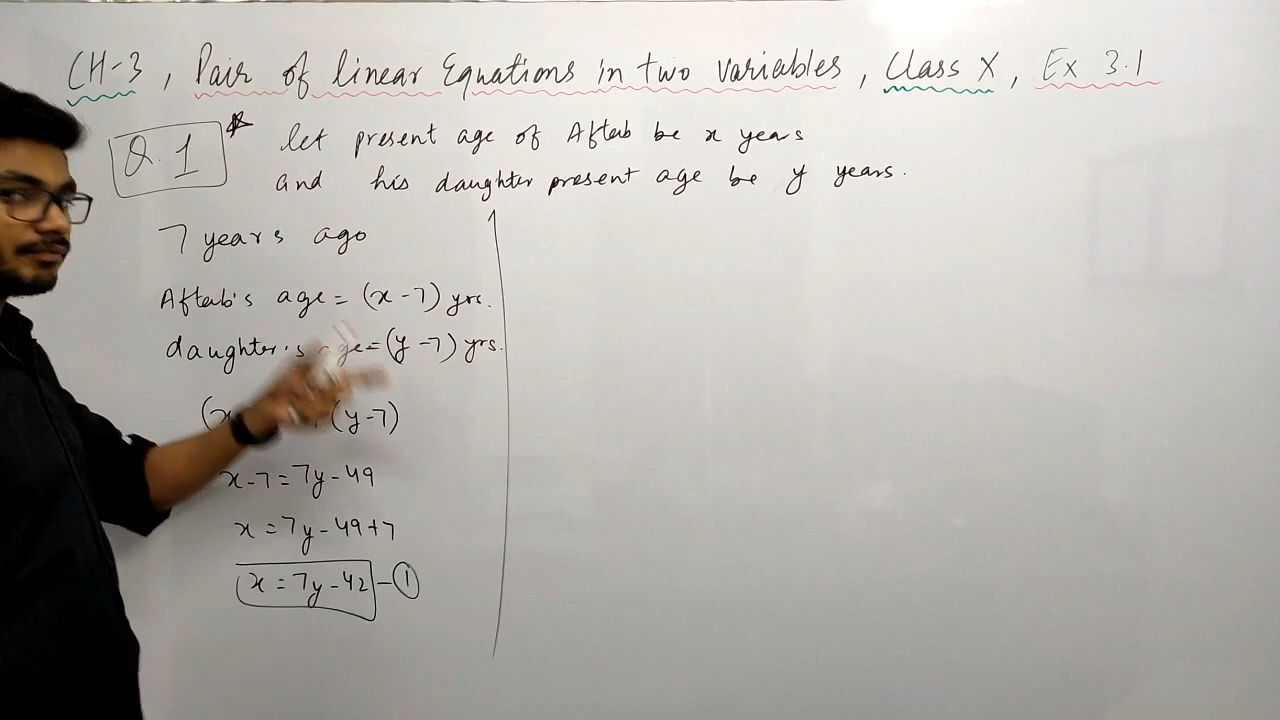 CH-3, Pair of linear Equations in two variables, Class X, Ex 3.1
Q.1
let present age of Aftab be x years
and his daughter present age be y years.
7 years ago
Aftab's age = (x-7) yrs.
daughter's age = (y-7) yrs.
(x (y-7)
x-7 = 7y-49
x = 7y-49+7
x = 7y-42 - 1